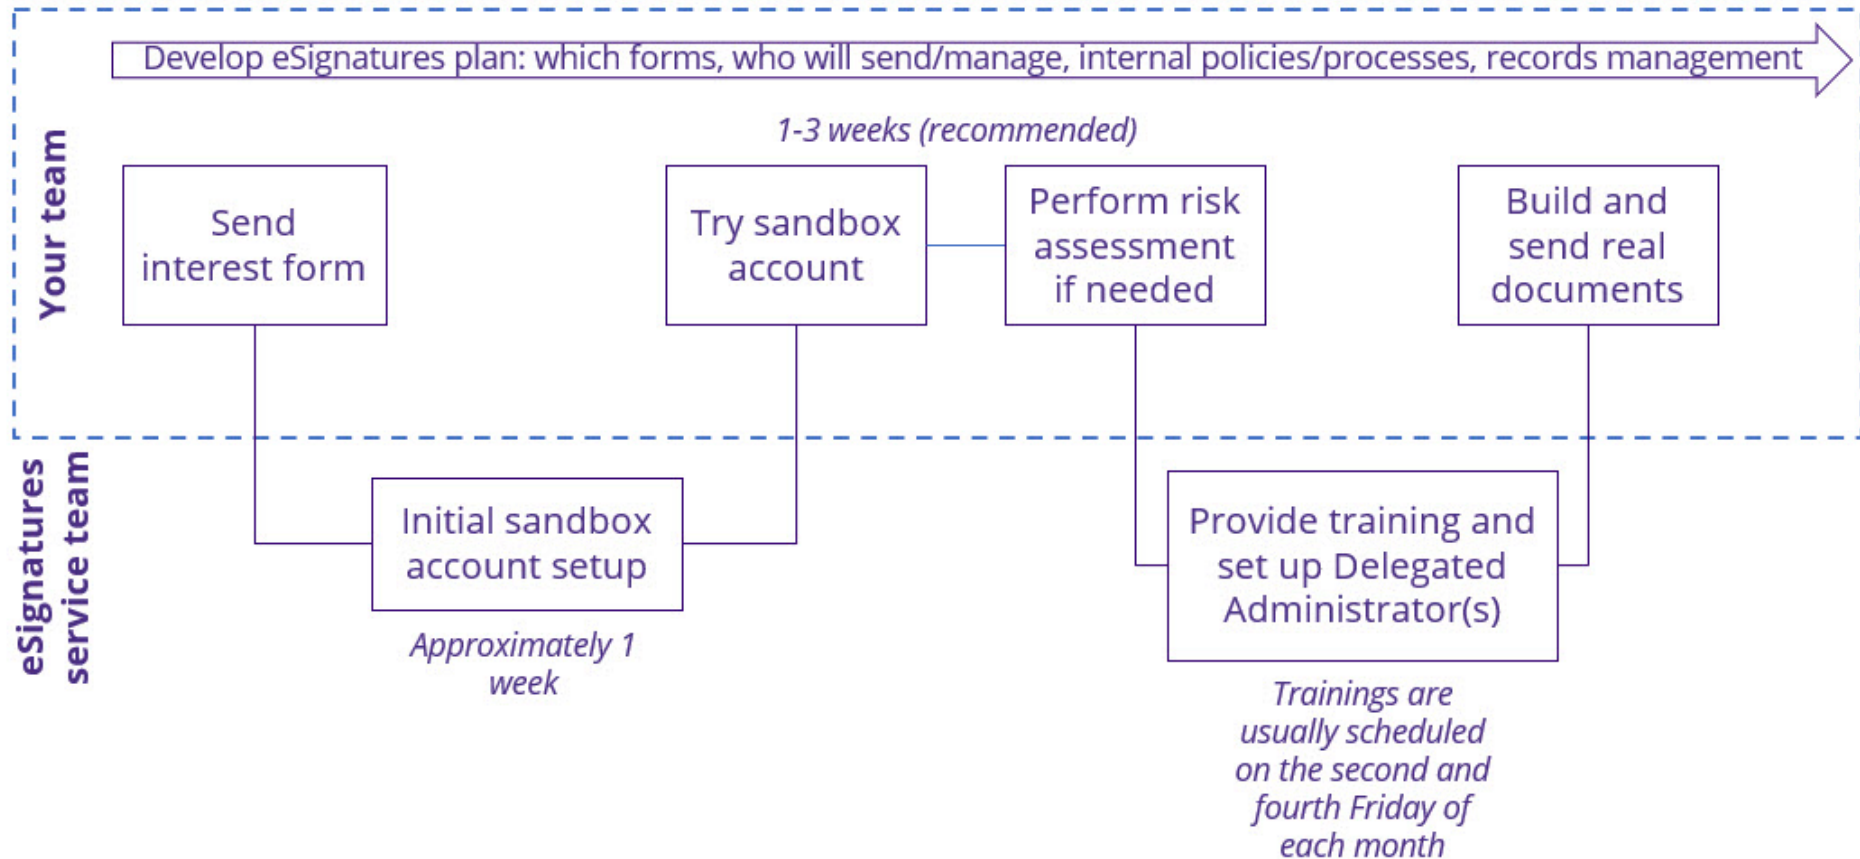 Develop eSignatures plan: which forms, who will send/manage, internal policies/processes, records management
1-3 weeks (recommended)
Your team
Send
interest form
Try sandbox
account
Perform risk
assessment
if needed
Build and
send real
documents
eSignatures
service team
Initial sandbox
account setup
Approximately 1
week
Provide training and
set up Delegated
Administrator(s)
Trainings are
usually scheduled
on the second and
fourth Friday of
each month